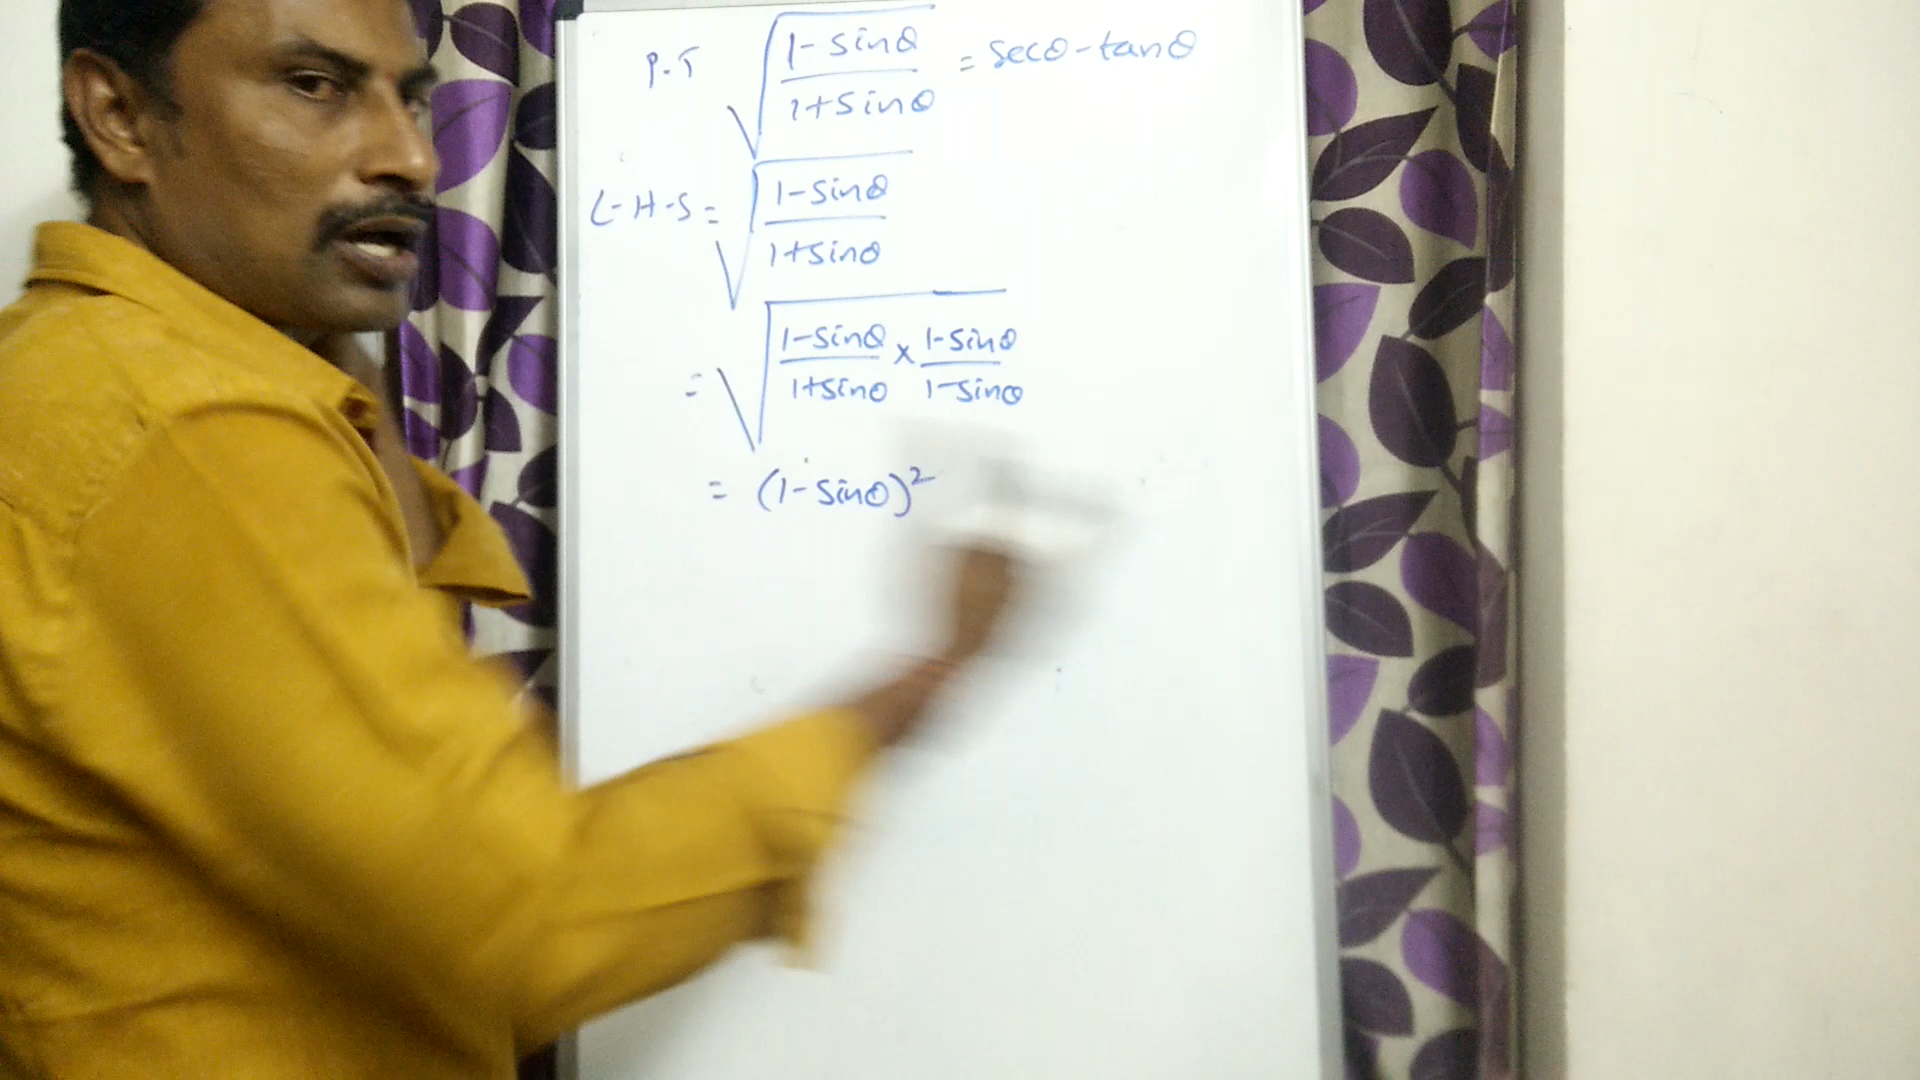 P.T √(1-sinθ/1+sinθ) = secθ-tanθ
L-H-S = √(1-sinθ/1+sinθ)
= √(1-sinθ/1+sinθ × 1-sinθ/1-sinθ)
= (1-sinθ)²